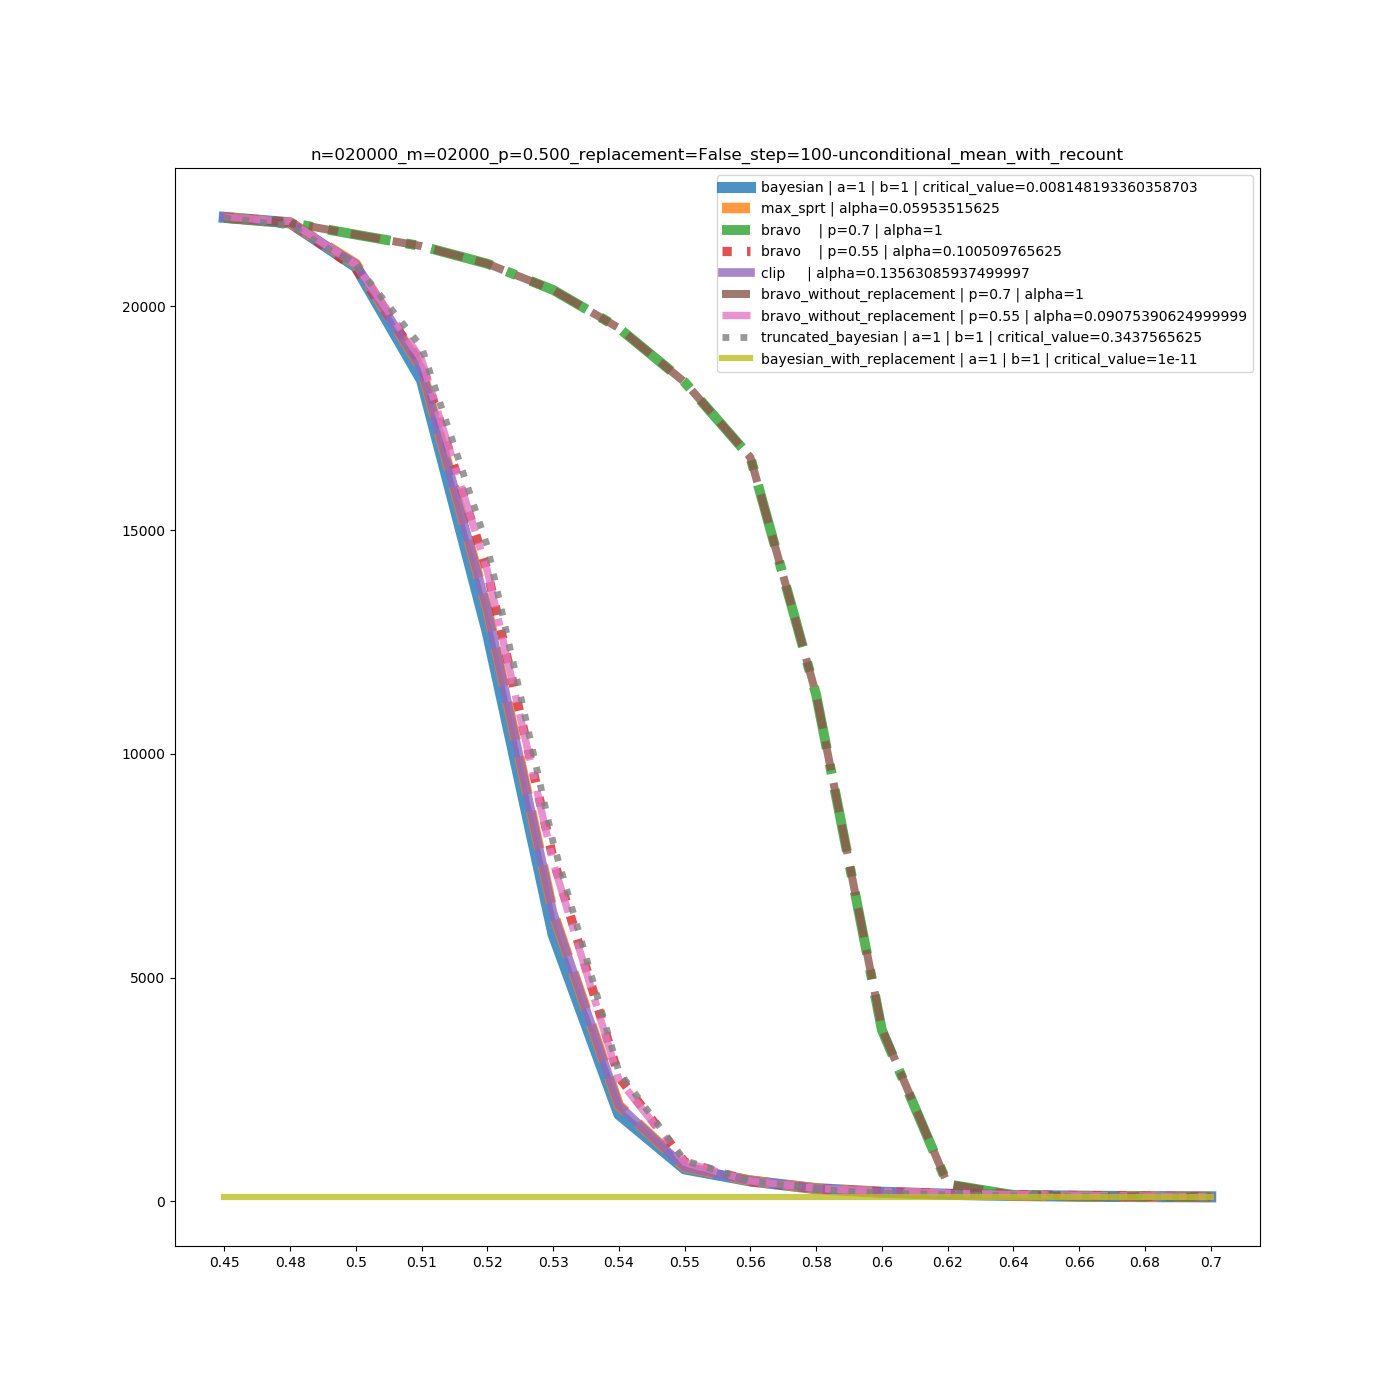 n=020000_m=02000_p=0.500_replacement=False_step=100-unconditional_mean_with_recount
bayesian | a=1 | b=1 | critical_value=0.008148193360358703
max_sprt | alpha=0.05953515625
bravo    | p=0.7 | alpha=1
bravo    | p=0.55 | alpha=0.100509765625
clip     | alpha=0.13563085937499997
bravo_without_replacement | p=0.7 | alpha=1
bravo_without_replacement | p=0.55 | alpha=0.09075390624999999
truncated_bayesian | a=1 | b=1 | critical_value=0.3437565625
bayesian_with_replacement | a=1 | b=1 | critical_value=1e-11
20000
15000
10000
5000
0
0.45 0.48 0.5 0.51 0.52 0.53 0.54 0.55 0.56 0.58 0.6 0.62 0.64 0.66 0.68 0.7